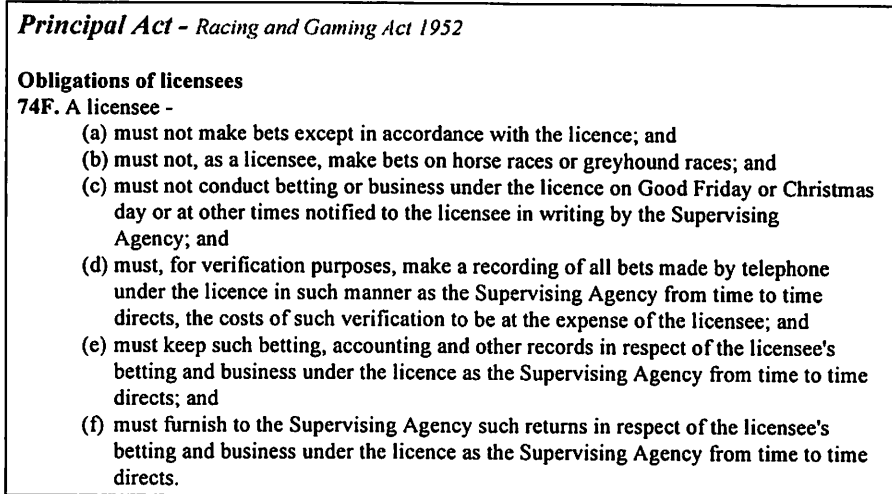 Principal Act - Racing and Gaming Act 1952
Obligations of licensees
74F. A licensee -
(a) must not make bets except in accordance with the licence; and
(b) must not, as a licensee, make bets on horse races or greyhound races; and
(c) must not conduct betting or business under the licence on Good Friday or Christmas
day or at other times notified to the licensee in writing by the Supervising
Agency; and
(d) must, for verification purposes, make a recording of all bets made by telephone
under the licence in such manner as the Supervising Agency from time to time
directs, the costs of such verification to be at the expense of the licensee; and
(e) must keep such betting, accounting and other records in respect of the licensee's
betting and business under the licence as the Supervising Agency from time to time
directs; and
(f) must furnish to the Supervising Agency such returns in respect of the licensee's
betting and business under the licence as the Supervising Agency from time to time
directs.